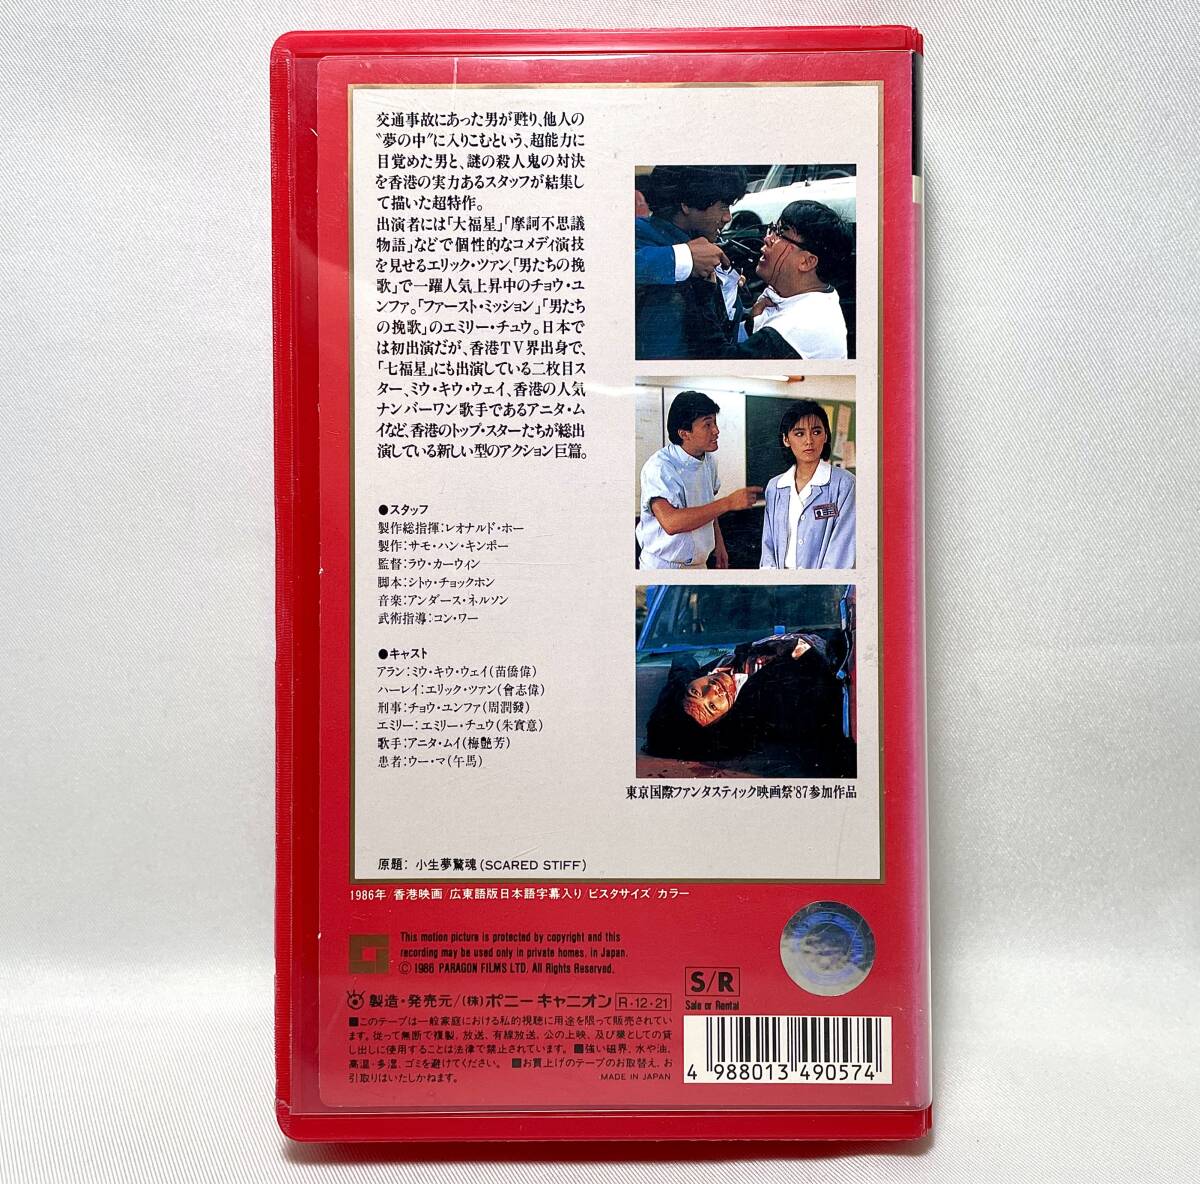 交通事故にあった男が甦り、他人の
〝夢の中〟に入りこむという、超能力に
目覚めた男と、謎の殺人鬼の対決
を香港の実力あるスタッフが結集し
て描いた超特作。
出演者には「大福星」「摩訶不思議
物語」などで個性的なコメディ演技
を見せるエリック・ツァン、「男たちの挽
歌」で一躍人気上昇中のチョウ・ユ
ンファ。「ファースト・ミッション」「男たち
の挽歌」のエミリー・チュウ。日本で
は初出演だが、香港TV界出身で、
「七福星」にも出演している二枚目ス
ター、ミウ・キウ・ウェイ、香港の人気
ナンバーワン歌手であるアニタ・ム
イなど、香港のトップ・スターたちが総出
演している新しい型のアクション巨篇。
●スタッフ
製作総指揮:レオナルド・ホー
製作:サモ・ハン・キンポー
監督:ラウ・カーウィン
脚本:シトゥ・チョックホン
音楽:アンダース・ネルソン
武術指導:コン・ワー
●キャスト
アラン:ミウ・キウ・ウェイ(苗僑偉)
ハーレイ:エリック・ツァン(會志偉)
刑事:チョウ・ユンファ(周潤發)
エミリー:エミリー・チュウ(朱寳意)
歌手:アニタ・ムイ(梅艶芳)
患者:ウー・マ(午馬)
東京国際ファンタスティック映画祭'87参加作品
原題: 小生夢驚魂(SCARED STIFF)
1986年/香港映画/広東語版日本語字幕入り/ビスタサイズ/カラー
This motion picture is protected by copyright and this
recording may be used only in private homes, in Japan.
Ⓒ1986 PARAGON FILMS LTD. All Rights Reserved.
S/R
Sale or Rental
製造・発売元/(株)ポニーキャニオン R・12・21
■このテープは一般家庭における私的視聴に用途を限って販売されてい
ます。従って無断で複製、放送、有線放送、公の上映、及び業としての貸
し出しに使用することは法律で禁止されています。■強い磁界、水や油、
高温・多湿、ゴミを避けてください。■お買上げのテープのお取替え、お
引取りはいたしかねます。
MADE IN JAPAN
4 988013 490574